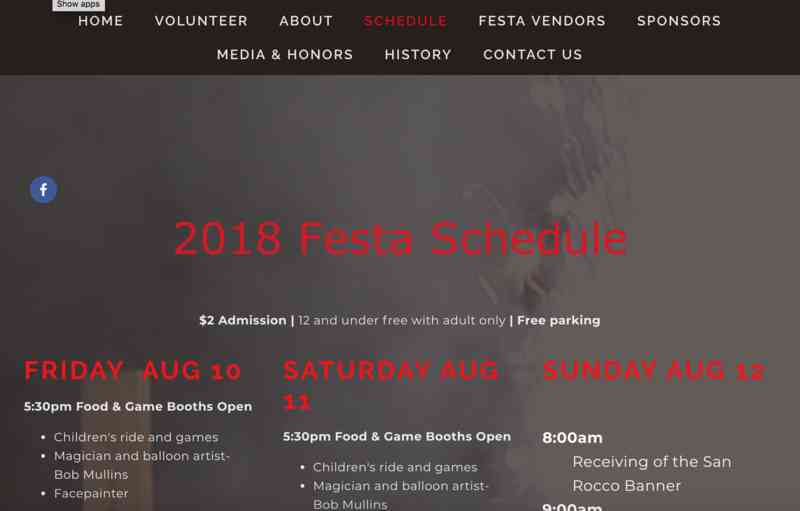 Show apps
HOME VOLUNTEER ABOUT SCHEDULE FESTA VENDORS SPONSORS
MEDIA & HONORS HISTORY CONTACT US
f
2018 Festa Schedule
$2 Admission | 12 and under free with adult only | Free parking
FRIDAY AUG 10
5:30pm Food & Game Booths Open
• Children's ride and games
• Magician and balloon artist-
Bob Mullins
• Facepainter
SATURDAY AUG
11
5:30pm Food & Game Booths Open
• Children's ride and games
• Magician and balloon artist-
Bob Mullins
SUNDAY AUG 12
8:00am
Receiving of the San
Rocco Banner
9:00am